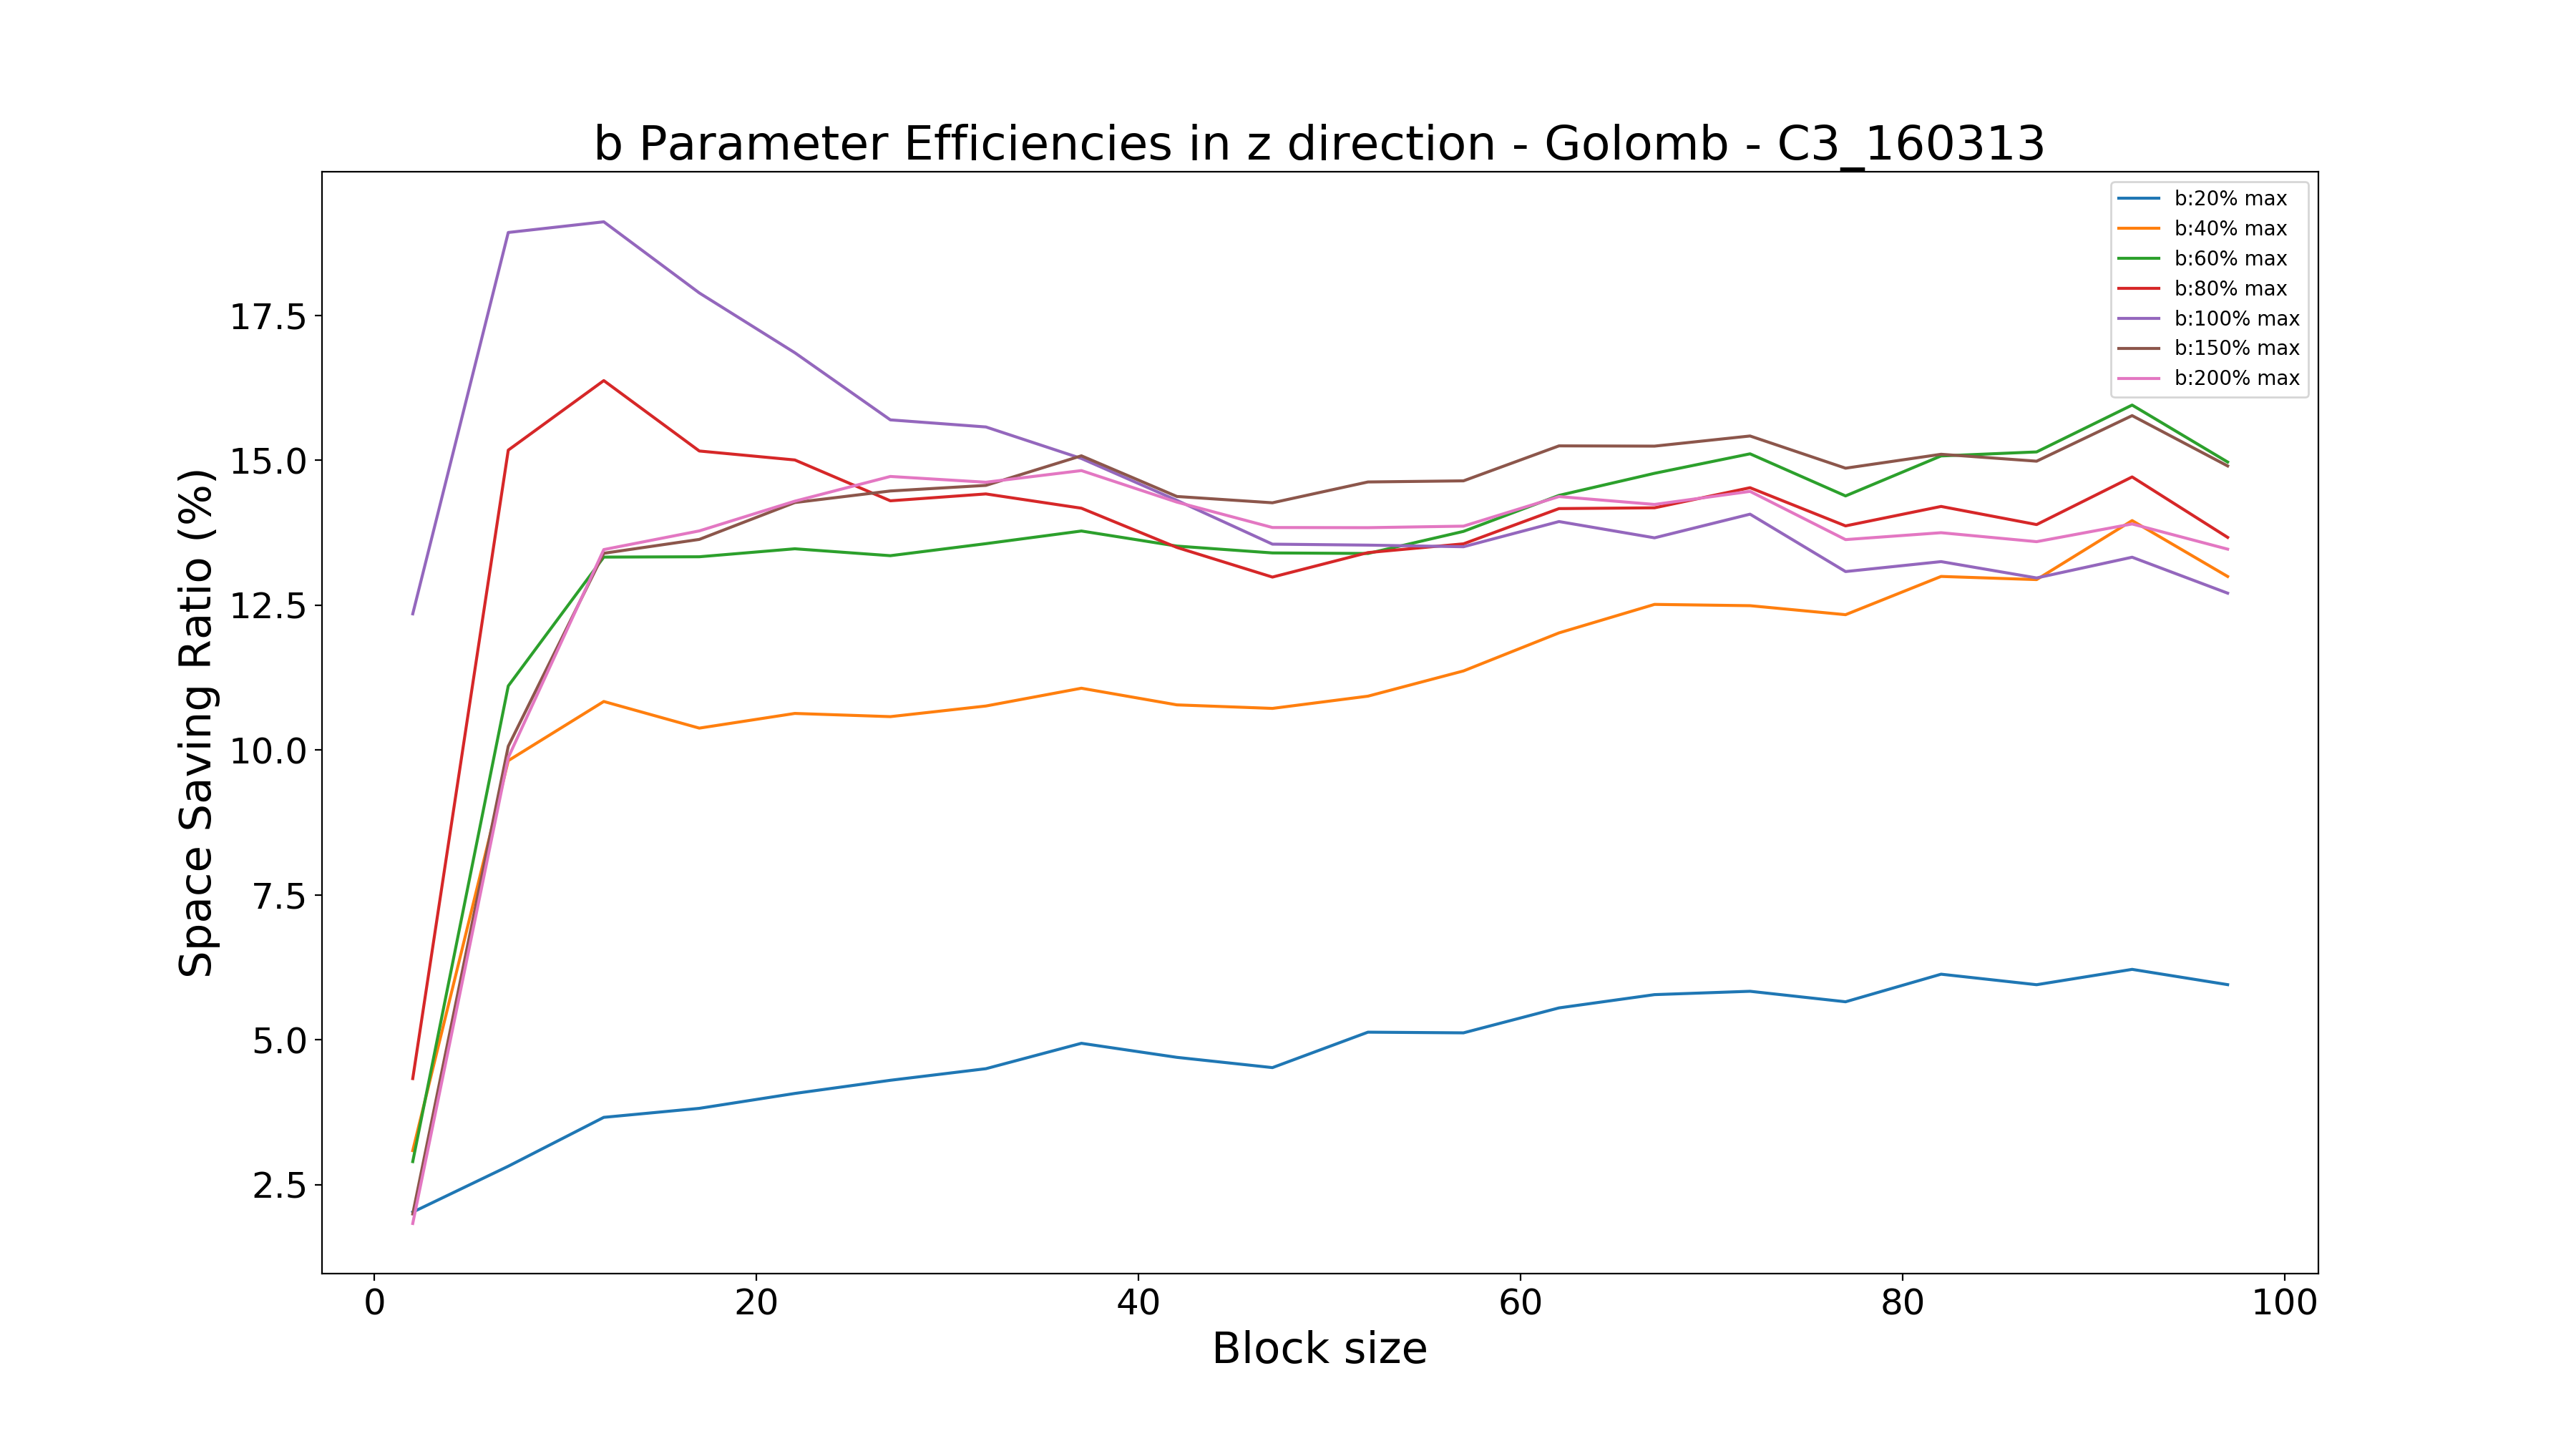 b Parameter Efficiencies in z direction - Golomb - C3_160313
b:20% max
b:40% max
b:60% max
b:80% max
b:100% max
b:150% max
b:200% max
Space Saving Ratio (%)
17.5
15.0
12.5
10.0
7.5
5.0
2.5
0 20 40 60 80 100
Block size